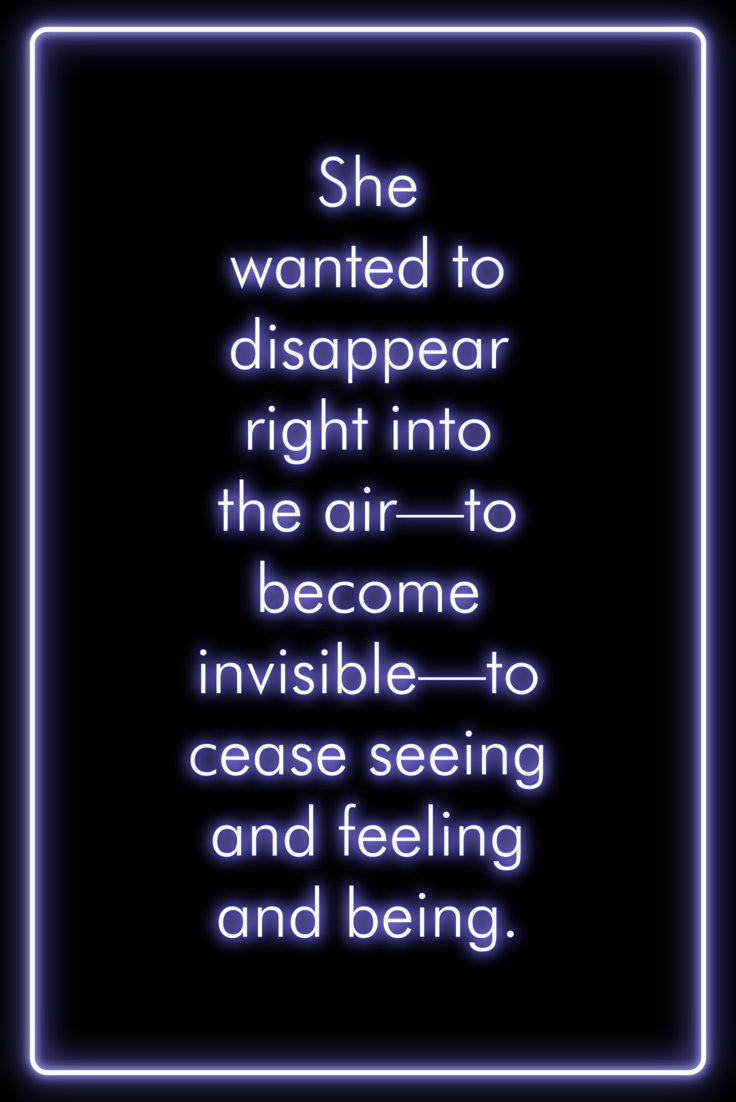 She
wanted to
disappear
right into
the air—to
become
invisible—to
cease seeing
and feeling
and being.